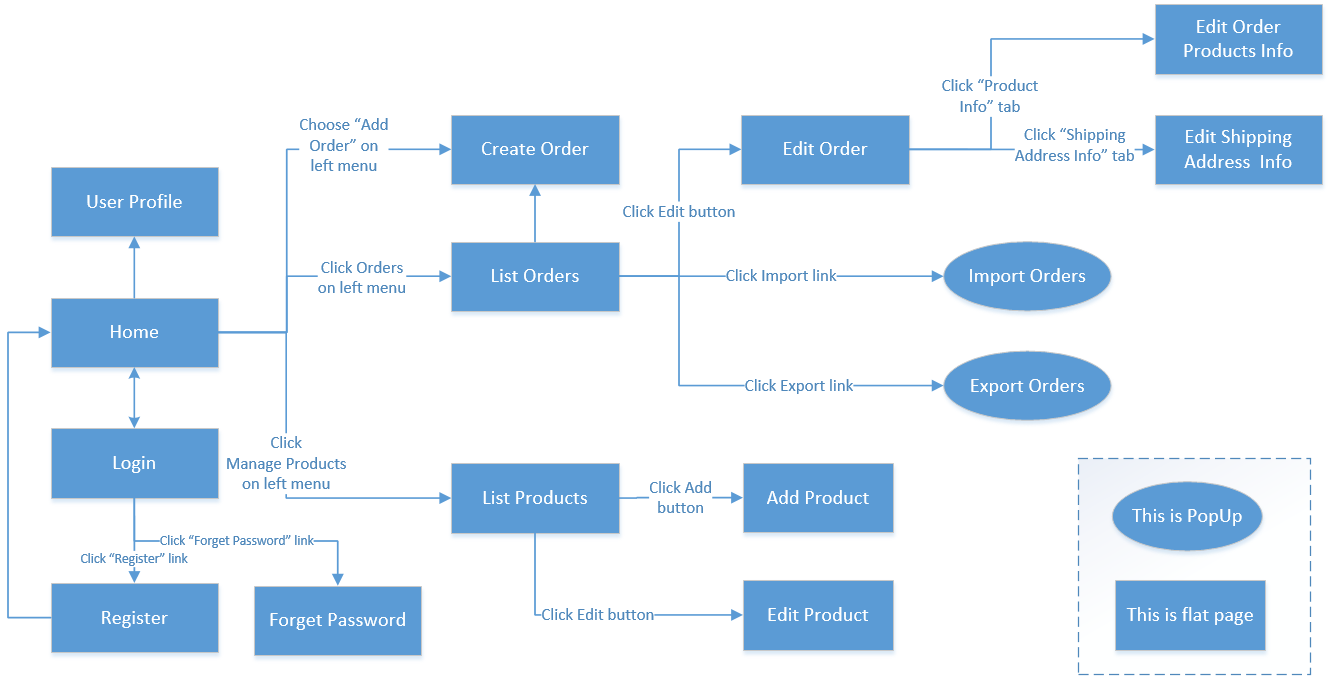 Edit Order
Products Info
Click “Product
Info” tab
Choose “Add
Order” on
left menu
Create Order
Edit Order
Click “Shipping
Address Info” tab
Edit Shipping
Address Info
User Profile
Click Edit button
Click Orders
on left menu
List Orders
Click Import link
Import Orders
Home
Click Export link
Export Orders
Login
Click
Manage Products
on left menu
List Products
Click Add
button
Add Product
This is PopUp
Click “Forget Password” link
Click “Register” link
Register
Forget Password
Click Edit button
Edit Product
This is flat page